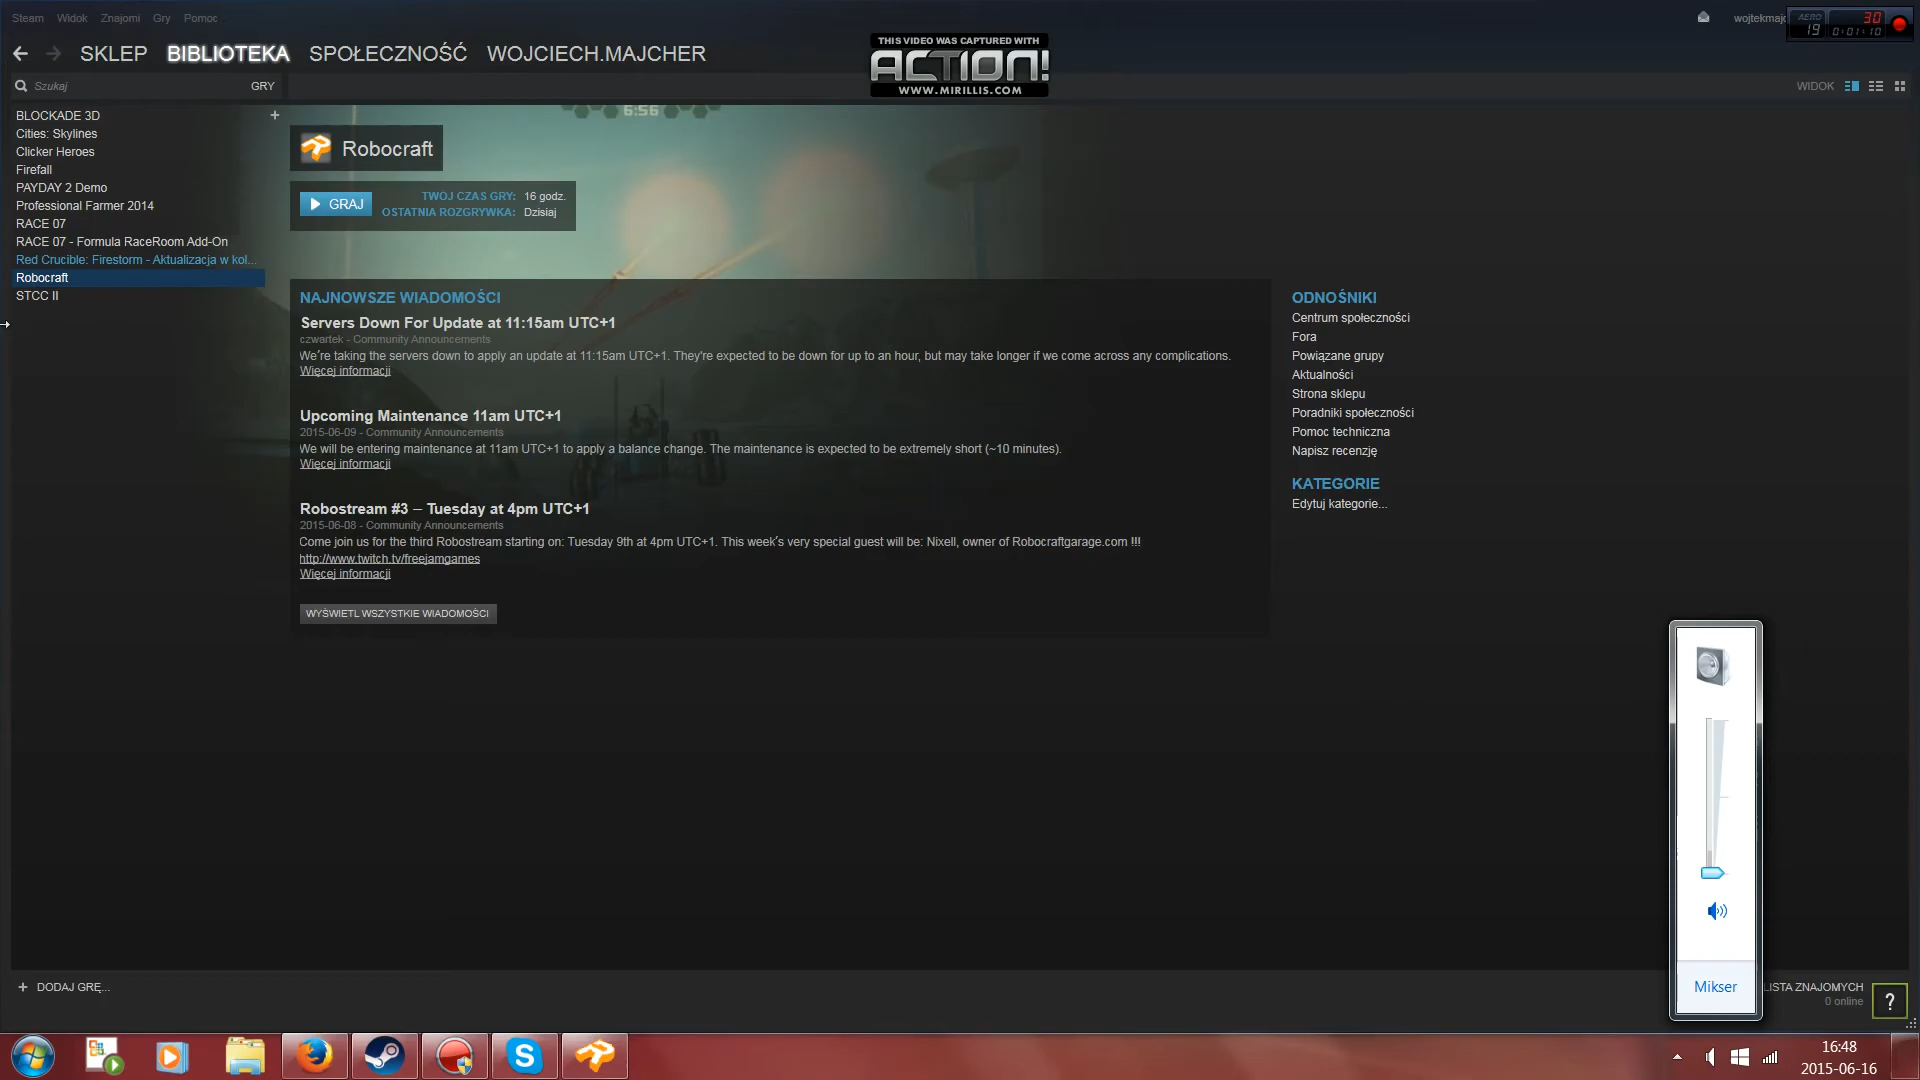 Steam Widok Znajomi Gry Pomoc
AERO 30
19 0:01:10
SKLEP BIBLIOTEKA SPOŁECZNOŚĆ WOJCIECH.MAJCHER
THIS VIDEO WAS CAPTURED WITH
ACTION!
WWW.MIRILLIS.COM
Szukaj GRY
WIDOK
BLOCKADE 3D +
Cities: Skylines
Clicker Heroes
Firefall
PAYDAY 2 Demo
Professional Farmer 2014
RACE 07
RACE 07 - Formula RaceRoom Add-On
Red Crucible: Firestorm - Aktualizacja w kol...
Robocraft
STCC II
6:56
Robocraft
GRAJ
TWÓJ CZAS GRY: 16 godz.
OSTATNIA ROZGRYWKA: Dzisiaj
NAJNOWSZE WIADOMOŚCI
Servers Down For Update at 11:15am UTC+1
czwartek - Community Announcements
We're taking the servers down to apply an update at 11:15am UTC+1. They're expected to be down for up to an hour, but may take longer if we come across any complications.
Więcej informacji
Upcoming Maintenance 11am UTC+1
2015-06-09 - Community Announcements
We will be entering maintenance at 11am UTC+1 to apply a balance change. The maintenance is expected to be extremely short (~10 minutes).
Więcej informacji
Robostream #3 – Tuesday at 4pm UTC+1
2015-06-08 - Community Announcements
Come join us for the third Robostream starting on: Tuesday 9th at 4pm UTC+1. This week's very special guest will be: Nixell, owner of Robocraftgarage.com !!!
http://www.twitch.tv/freejamgames
Więcej informacji
WYŚWIETL WSZYSTKIE WIADOMOŚCI
ODNOŚNIKI
Centrum społeczności
Fora
Powiązane grupy
Aktualności
Strona sklepu
Poradniki społeczności
Pomoc techniczna
Napisz recenzję
KATEGORIE
Edytuj kategorie...
Mikser
+ DODAJ GRĘ...
LISTA ZNAJOMYCH
0 online
?
16:48
2015-06-16